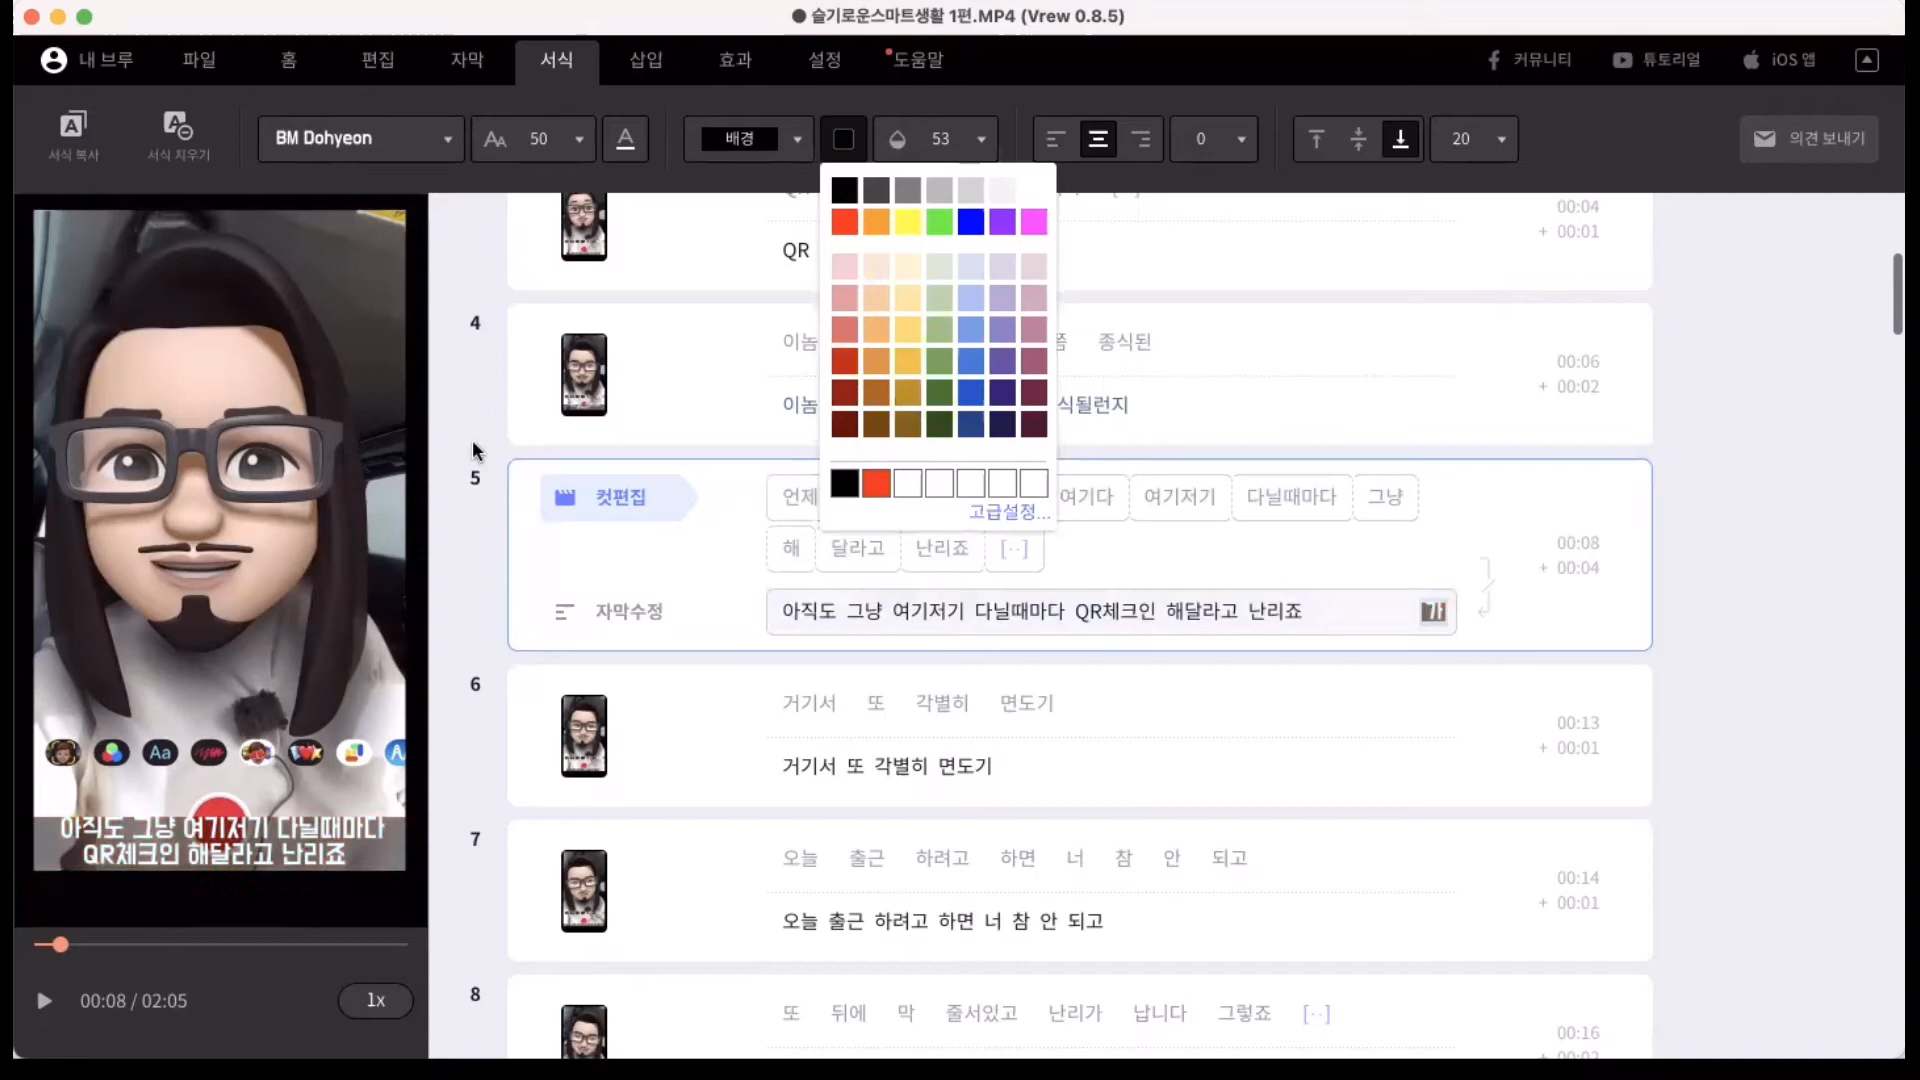 슬기로운스마트생활 1편.MP4 (Vrew 0.8.5)
내 브루 파일 홈 편집 자막 서식 삽입 효과 설정 도움말 커뮤니티 튜토리얼 iOS 앱
서식 복사 서식 지우기 BM Dohyeon 50 배경 53 0 20 의견 보내기
00:04
+ 00:01
QR
4
이놈 종식된
00:06
+ 00:02
이놈 식될런지
5
컷편집
언제 여기다 여기저기 다닐때마다 그냥
고급설정...
해 달라고 난리죠 [··]
00:08
+ 00:04
자막수정 아직도 그냥 여기저기 다닐때마다 QR체크인 해달라고 난리죠
6
거기서 또 각별히 면도기
00:13
+ 00:01
거기서 또 각별히 면도기
Aa
아직도 그냥 여기저기 다닐때마다
QR체크인 해달라고 난리죠
7
오늘 출근 하려고 하면 너 참 안 되고
00:14
+ 00:01
오늘 출근 하려고 하면 너 참 안 되고
00:08 / 02:05 1x
8
또 뒤에 막 줄서있고 난리가 납니다 그렇죠 [··]
00:16